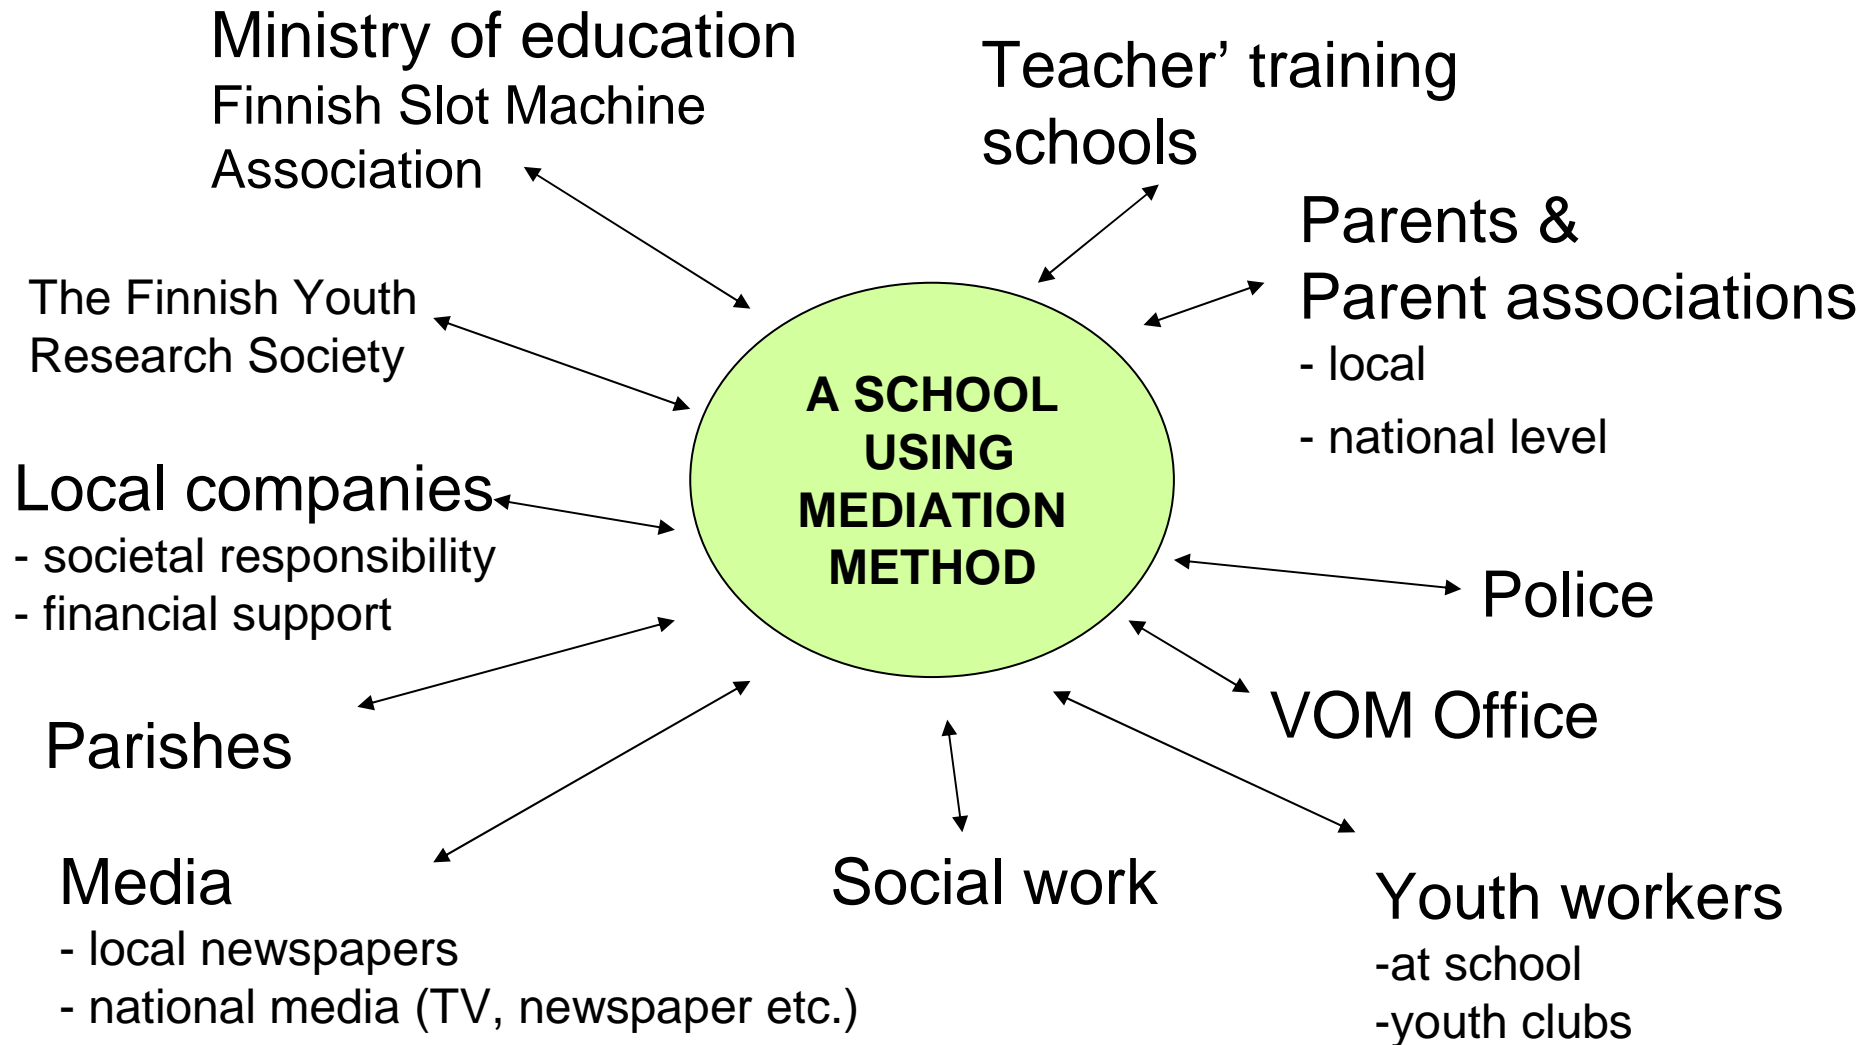 Ministry of education
Finnish Slot Machine
Association
Teacher’ training
schools
Parents &
Parent associations
- local
- national level
The Finnish Youth
Research Society
A SCHOOL
USING
MEDIATION
METHOD
Local companies
- societal responsibility
- financial support
Police
VOM Office
Parishes
Media
- local newspapers
- national media (TV, newspaper etc.)
Social work
Youth workers
-at school
-youth clubs